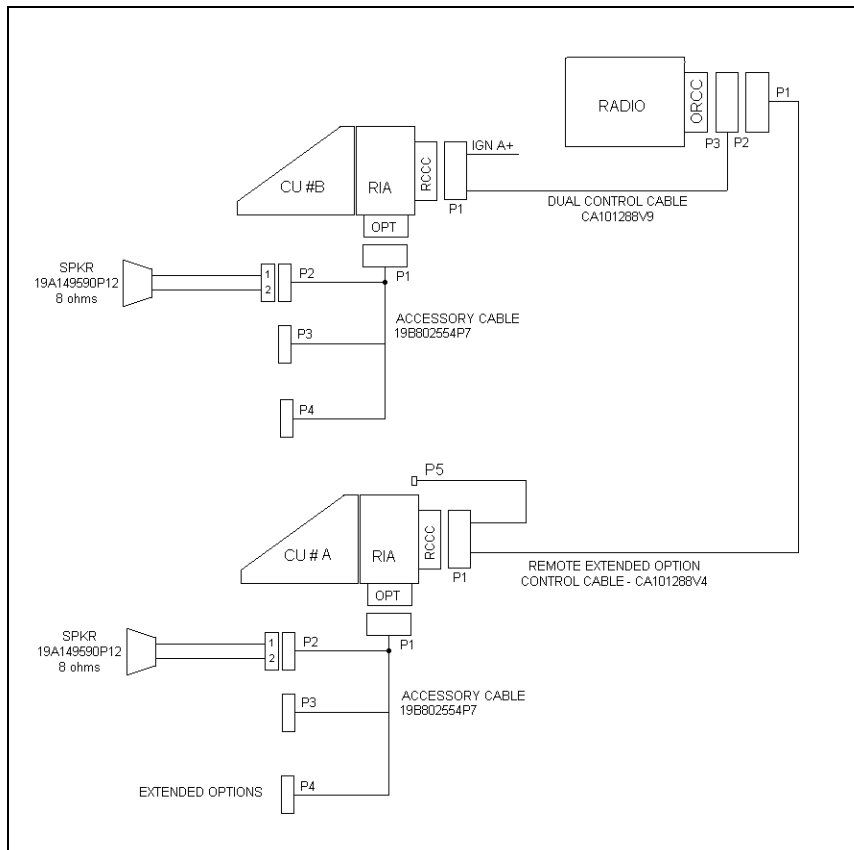 RADIO
ORCC
P1
P3
P2
IGN A+
CU #B
RIA
RCCC
P1
DUAL CONTROL CABLE
CA101288V9
OPT
SPKR
19A149590P12
8 ohms
1
2
P2
P1
ACCESSORY CABLE
19B802554P7
P3
P4
P5
CU # A
RIA
RCCC
P1
REMOTE EXTENDED OPTION
CONTROL CABLE - CA101288V4
OPT
SPKR
19A149590P12
8 ohms
1
2
P2
P1
ACCESSORY CABLE
19B802554P7
P3
EXTENDED OPTIONS
P4